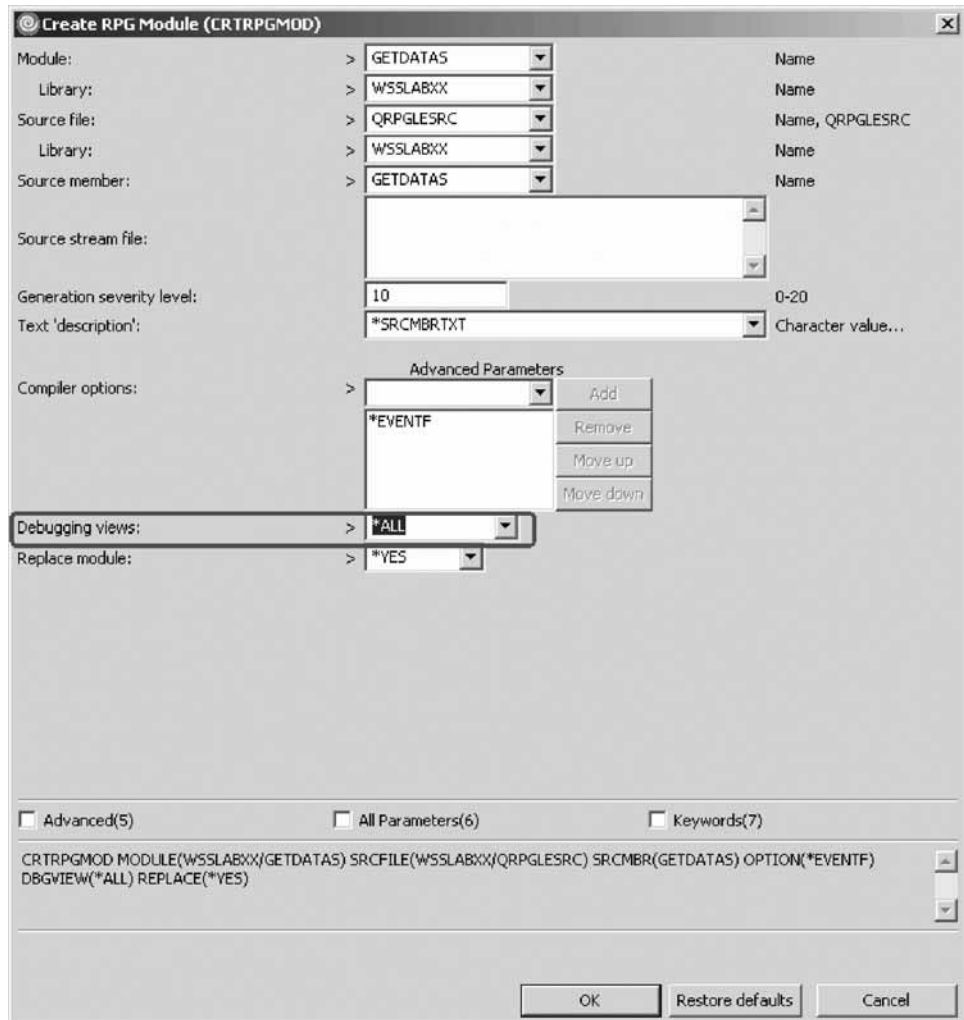 Create RPG Module (CRTRPGMOD)
Module: > GETDATAS Name
Library: > WSSLABXX Name
Source file: > QRPGLESRC Name, QRPGLESRC
Library: > WSSLABXX Name
Source member: > GETDATAS Name
Source stream file:
Generation severity level: 10 0-20
Text 'description': *SRCMBRTXT Character value...
Advanced Parameters
Compiler options: > Add
*EVENTF Remove
Move up
Move down
Debugging views: > *ALL
Replace module: > *YES
Advanced(5) All Parameters(6) Keywords(7)
CRTRPGMOD MODULE(WSSLABXX/GETDATAS) SRCFILE(WSSLABXX/QRPGLESRC) SRCMBR(GETDATAS) OPTION(*EVENTF)
DBGVIEW(*ALL) REPLACE(*YES)
OK Restore defaults Cancel